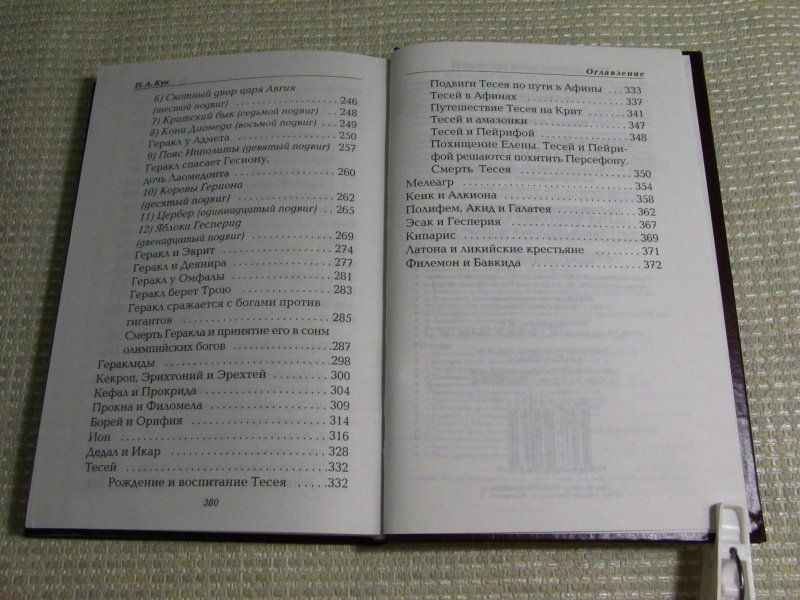 Н. А. Кун
6) Скотный двор царя Авгия
(шестой подвиг) . . . . . . . . . . . . . . . . . 246
7) Критский бык (седьмой подвиг) . . 248
8) Кони Диомеда (восьмой подвиг) . . . 249
Геракл у Адмета . . . . . . . . . . . . . . . . . 250
9) Пояс Ипполиты (девятый подвиг) 257
Геракл спасает Гесиону,
дочь Лаомедонта . . . . . . . . . . . . . . . . 260
10) Коровы Гериона
(десятый подвиг) . . . . . . . . . . . . . . . 262
11) Цербер (одиннадцатый подвиг) . . 265
12) Яблоки Гесперид
(двенадцатый подвиг) . . . . . . . . . . . . 269
Геракл и Эврит . . . . . . . . . . . . . . . . . . 274
Геракл и Деянира . . . . . . . . . . . . . . . . 277
Геракл у Омфалы . . . . . . . . . . . . . . . . 281
Геракл берет Трою . . . . . . . . . . . . . . . 283
Геракл сражается с богами против
гигантов . . . . . . . . . . . . . . . . . . . . . . . 285
Смерть Геракла и принятие его в сонм
олимпийских богов . . . . . . . . . . . . . . . 287
Гераклиды . . . . . . . . . . . . . . . . . . . . . . . 298
Кекроп, Эрихтоний и Эрехтей . . . . . . . . . 300
Кефал и Прокрида . . . . . . . . . . . . . . . . . . 304
Прокна и Филомела . . . . . . . . . . . . . . . . . 309
Борей и Орифия . . . . . . . . . . . . . . . . . . . . 314
Ион . . . . . . . . . . . . . . . . . . . . . . . . . . . . . 316
Дедал и Икар . . . . . . . . . . . . . . . . . . . . . . 328
Тесей . . . . . . . . . . . . . . . . . . . . . . . . . . . . 332
Рождение и воспитание Тесея . . . . . 332
380
Оглавление
Подвиги Тесея по пути в Афины . . . 333
Тесей в Афинах . . . . . . . . . . . . . . . . . 337
Путешествие Тесея на Крит . . . . . . . 341
Тесей и амазонки . . . . . . . . . . . . . . . . 347
Тесей и Пейрифой . . . . . . . . . . . . . . . 348
Похищение Елены. Тесей и Пейри-
фой решаются похитить Персефону.
Смерть Тесея . . . . . . . . . . . . . . . . . . . 350
Мелеагр . . . . . . . . . . . . . . . . . . . . . . . . . . 354
Кеик и Алкиона . . . . . . . . . . . . . . . . . . . . 358
Полифем, Акид и Галатея . . . . . . . . . . . . 362
Эсак и Гесперия . . . . . . . . . . . . . . . . . . . . 367
Кипарис . . . . . . . . . . . . . . . . . . . . . . . . . . 369
Латона и ликийские крестьяне . . . . . . . . 371
Филемон и Бавкида . . . . . . . . . . . . . . . . . 372